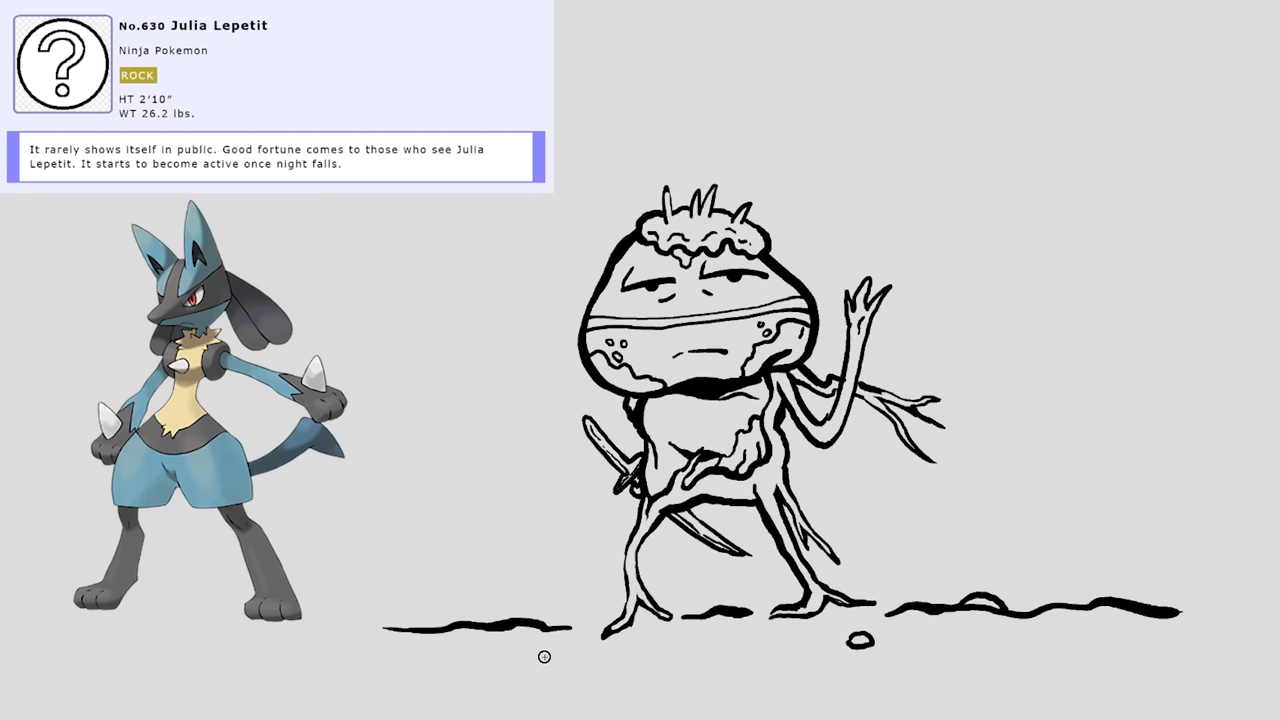 No.630 Julia Lepetit
Ninja Pokemon
ROCK
HT 2'10"
WT 26.2 lbs.
It rarely shows itself in public. Good fortune comes to those who see Julia
Lepetit. It starts to become active once night falls.